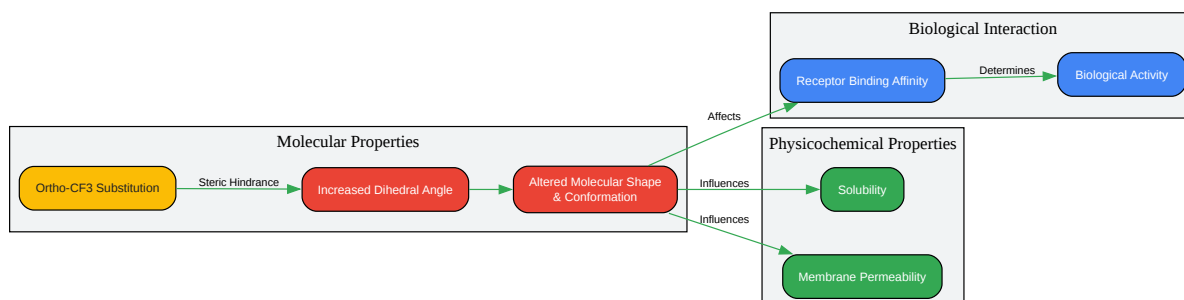 Biological Interaction
Receptor Binding Affinity
Determines
Biological Activity
Affects
Molecular Properties
Ortho-CF3 Substitution
Steric Hindrance
Increased Dihedral Angle
Altered Molecular Shape
& Conformation
Physicochemical Properties
Influences
Solubility
Influences
Membrane Permeability